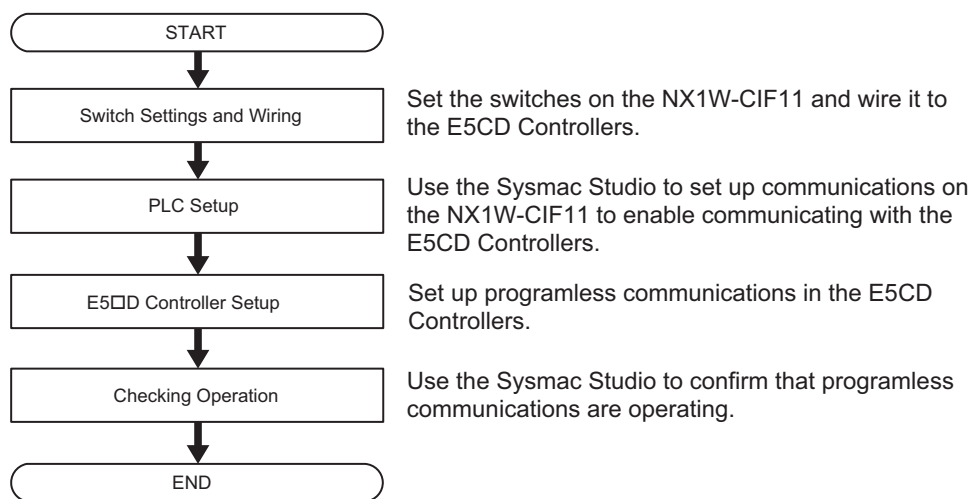 START
Switch Settings and Wiring
Set the switches on the NX1W-CIF11 and wire it to
the E5CD Controllers.
PLC Setup
Use the Sysmac Studio to set up communications on
the NX1W-CIF11 to enable communicating with the
E5CD Controllers.
E5□D Controller Setup
Set up programless communications in the E5CD
Controllers.
Checking Operation
Use the Sysmac Studio to confirm that programless
communications are operating.
END